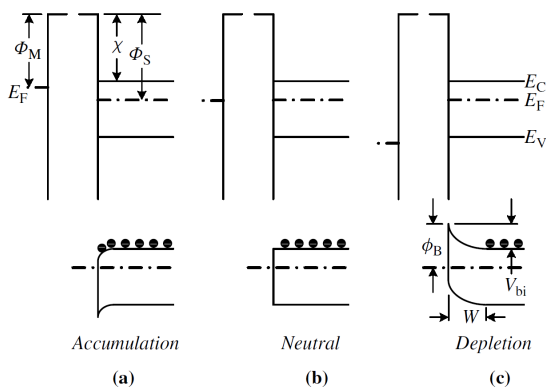 Φ_M
χ
Φ_S
E_F
E_C
E_F
E_V
ϕ_B
V_bi
W
Accumulation
Neutral
Depletion
(a)
(b)
(c)